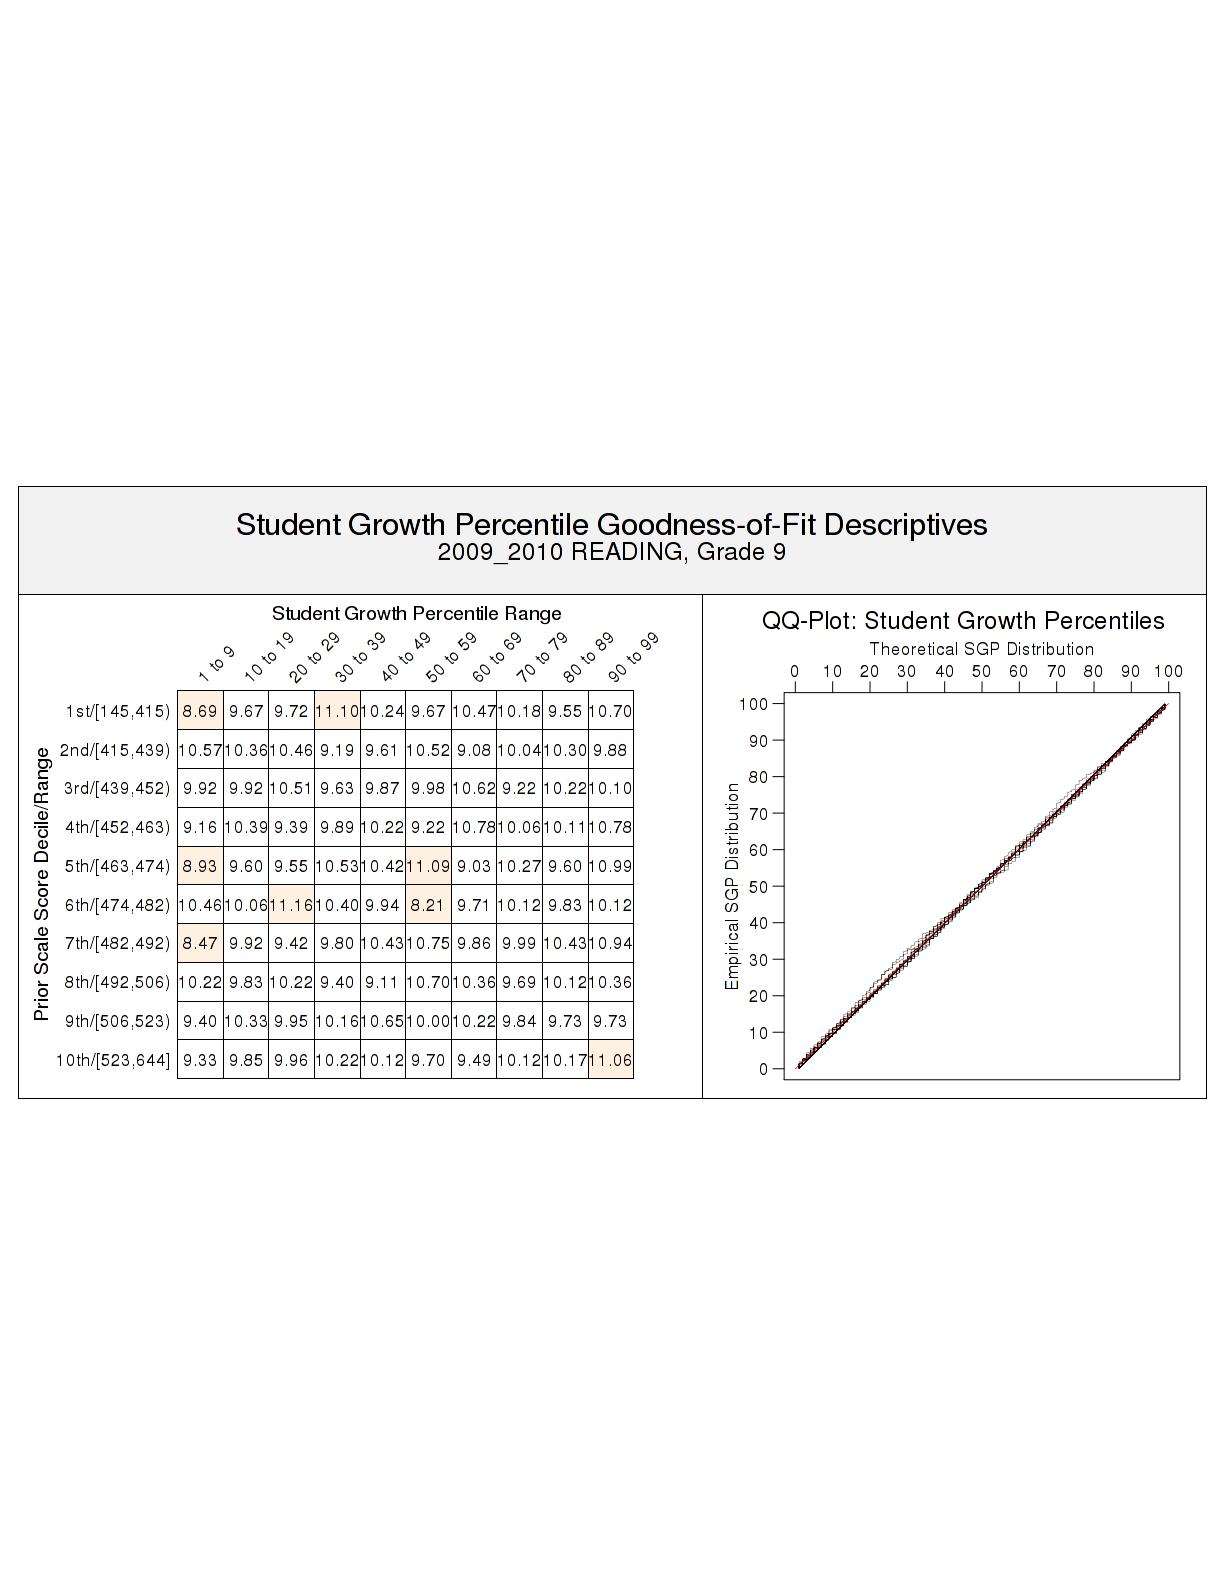 Student Growth Percentile Goodness-of-Fit Descriptives
2009_2010 READING, Grade 9
Student Growth Percentile Range
1 to 9 10 to 19 20 to 29 30 to 39 40 to 49 50 to 59 60 to 69 70 to 79 80 to 89 90 to 99
Prior Scale Score Decile/Range
1st/[145,415) 8.69 9.67 9.72 11.10 10.24 9.67 10.47 10.18 9.55 10.70
2nd/[415,439) 10.57 10.36 10.46 9.19 9.61 10.52 9.08 10.04 10.30 9.88
3rd/[439,452) 9.92 9.92 10.51 9.63 9.87 9.98 10.62 9.22 10.22 10.10
4th/[452,463) 9.16 10.39 9.39 9.89 10.22 9.22 10.78 10.06 10.11 10.78
5th/[463,474) 8.93 9.60 9.55 10.53 10.42 11.09 9.03 10.27 9.60 10.99
6th/[474,482) 10.46 10.06 11.16 10.40 9.94 8.21 9.71 10.12 9.83 10.12
7th/[482,492) 8.47 9.92 9.42 9.80 10.43 10.75 9.86 9.99 10.43 10.94
8th/[492,506) 10.22 9.83 10.22 9.40 9.11 10.70 10.36 9.69 10.12 10.36
9th/[506,523) 9.40 10.33 9.95 10.16 10.65 10.00 10.22 9.84 9.73 9.73
10th/[523,644] 9.33 9.85 9.96 10.22 10.12 9.70 9.49 10.12 10.17 11.06
QQ-Plot: Student Growth Percentiles
Theoretical SGP Distribution
0 10 20 30 40 50 60 70 80 90 100
Empirical SGP Distribution
100
90
80
70
60
50
40
30
20
10
0